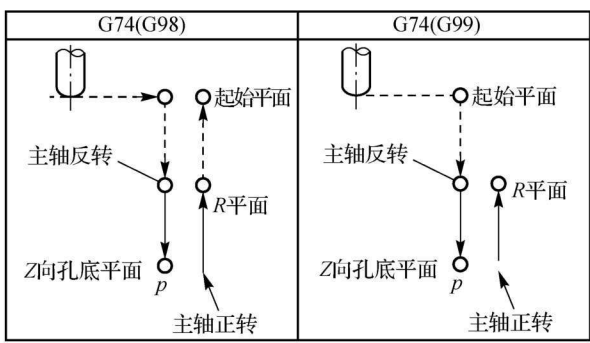 G74(G98)
G74(G99)
起始平面
主轴反转
R平面
Z向孔底平面
p
主轴正转
起始平面
主轴反转
R平面
Z向孔底平面
p
主轴正转